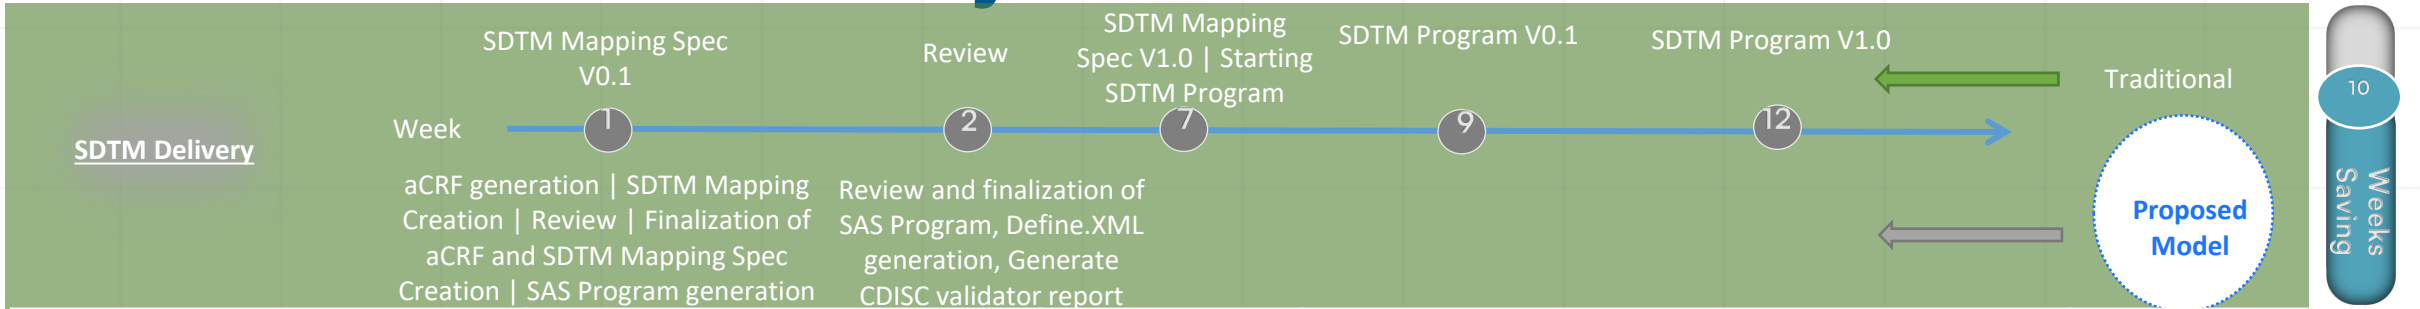 SDTM Mapping Spec
V0.1
Review
SDTM Mapping
Spec V1.0 | Starting
SDTM Program
SDTM Program V0.1
SDTM Program V1.0
Traditional
10
Weeks
Saving
Week
1
2
7
9
12
SDTM Delivery
aCRF generation | SDTM Mapping
Creation | Review | Finalization of
aCRF and SDTM Mapping Spec
Creation | SAS Program generation
Review and finalization of
SAS Program, Define.XML
generation, Generate
CDISC validator report
Proposed
Model